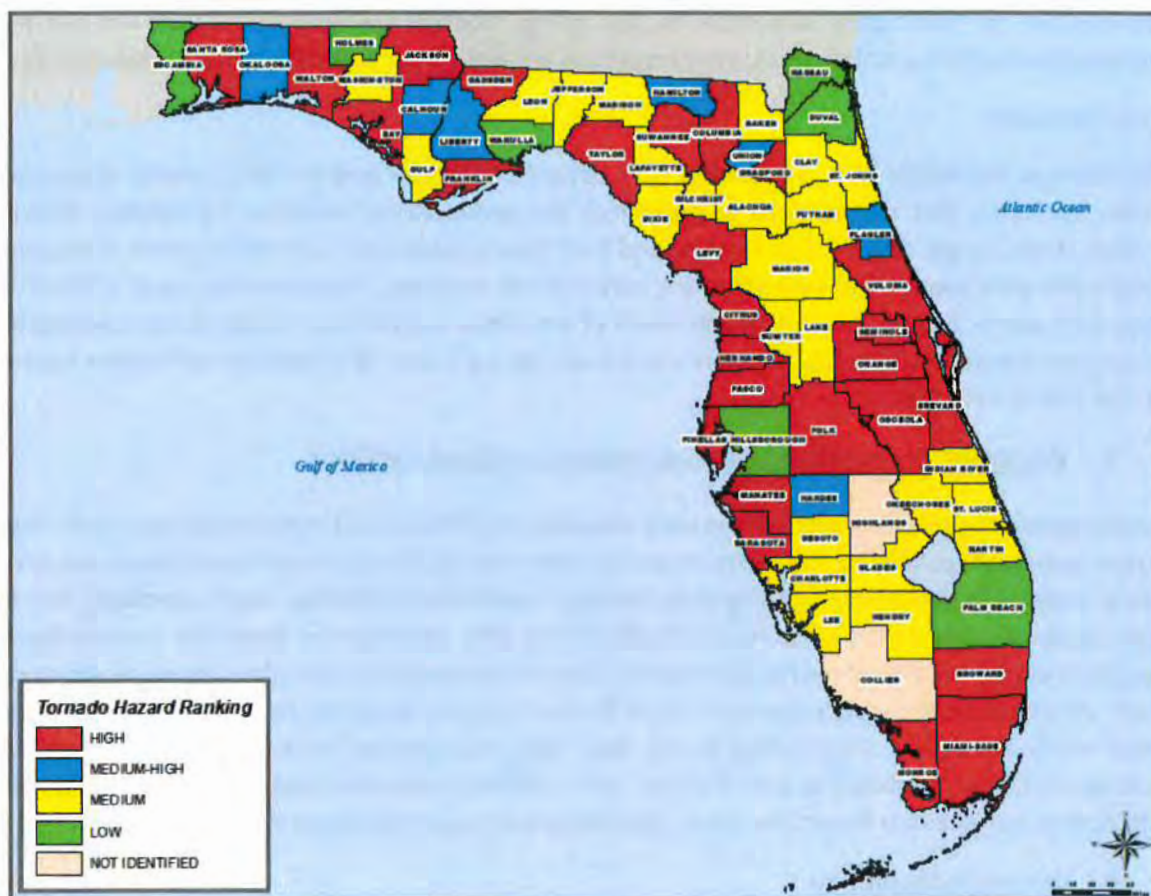 HOLMES
SANTA ROSA
JACKSON
ESCAMBIA
OKALOOSA
WALTON
WASHINGTON
GADSDEN
NASSAU
HAMILTON
JEFFERSON
LEON
MADISON
CALHOUN
BAKER
DUVAL
BAY
LIBERTY
WAKULLA
SUWANNEE
COLUMBIA
TAYLOR
UNION
CLAY
LAFAYETTE
BRADFORD
ST. JOHNS
GULF
FRANKLIN
GILCHRIST
ALACHUA
PUTNAM
DIXIE
FLAGLER
Atlantic Ocean
LEVY
MARION
VOLUSIA
CITRUS
LAKE
SUMTER
SEMINOLE
HERNANDO
ORANGE
PASCO
BREVARD
OSCEOLA
POLK
PINELLAS
HILLSBOROUGH
Gulf of Mexico
INDIAN RIVER
MANATEE
HARDEE
OKEECHOBEE
ST. LUCIE
HIGHLANDS
SARASOTA
DESOTO
MARTIN
GLADES
CHARLOTTE
PALM BEACH
LEE
HENDRY
BROWARD
COLLIER
MIAMI-DADE
MONROE
Tornado Hazard Ranking
HIGH
MEDIUM-HIGH
MEDIUM
LOW
NOT IDENTIFIED